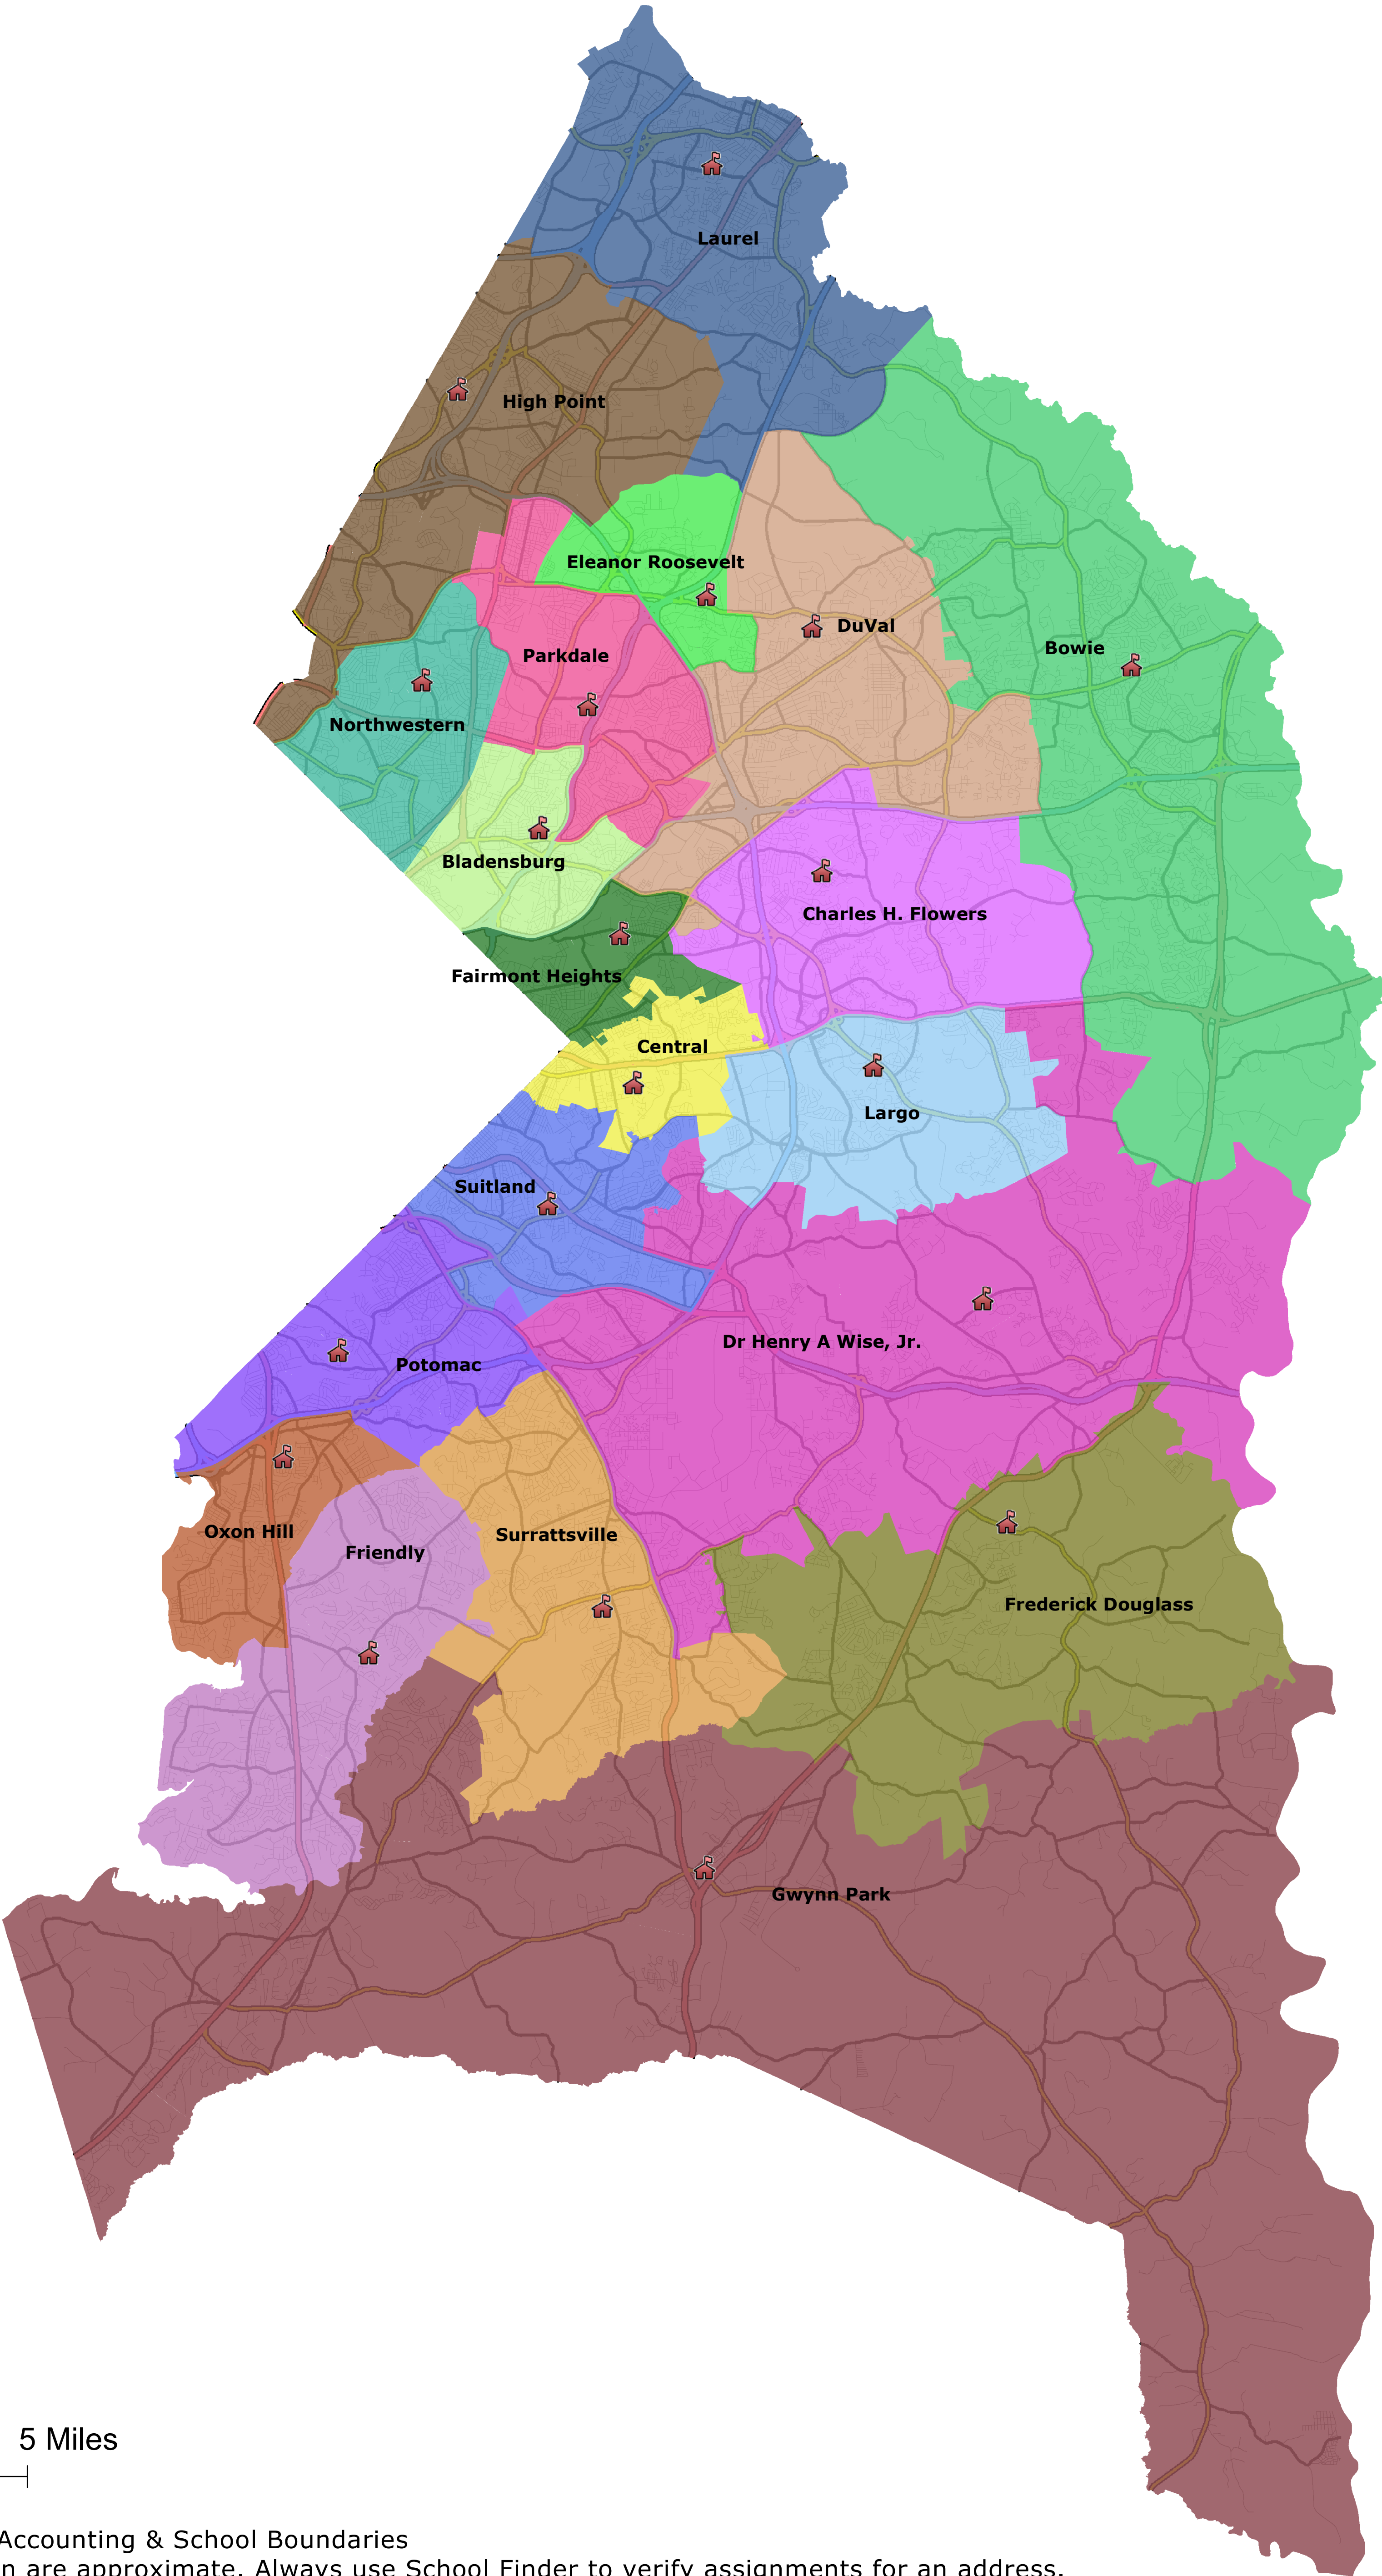 Laurel
High Point
Eleanor Roosevelt
DuVal
Bowie
Parkdale
Northwestern
Bladensburg
Charles H. Flowers
Fairmont Heights
Central
Largo
Suitland
Dr Henry A Wise, Jr.
Potomac
Oxon Hill
Surrattsville
Friendly
Frederick Douglass
Gwynn Park
5 Miles
Accounting & School Boundaries
n are approximate. Always use School Finder to verify assignments for an address.